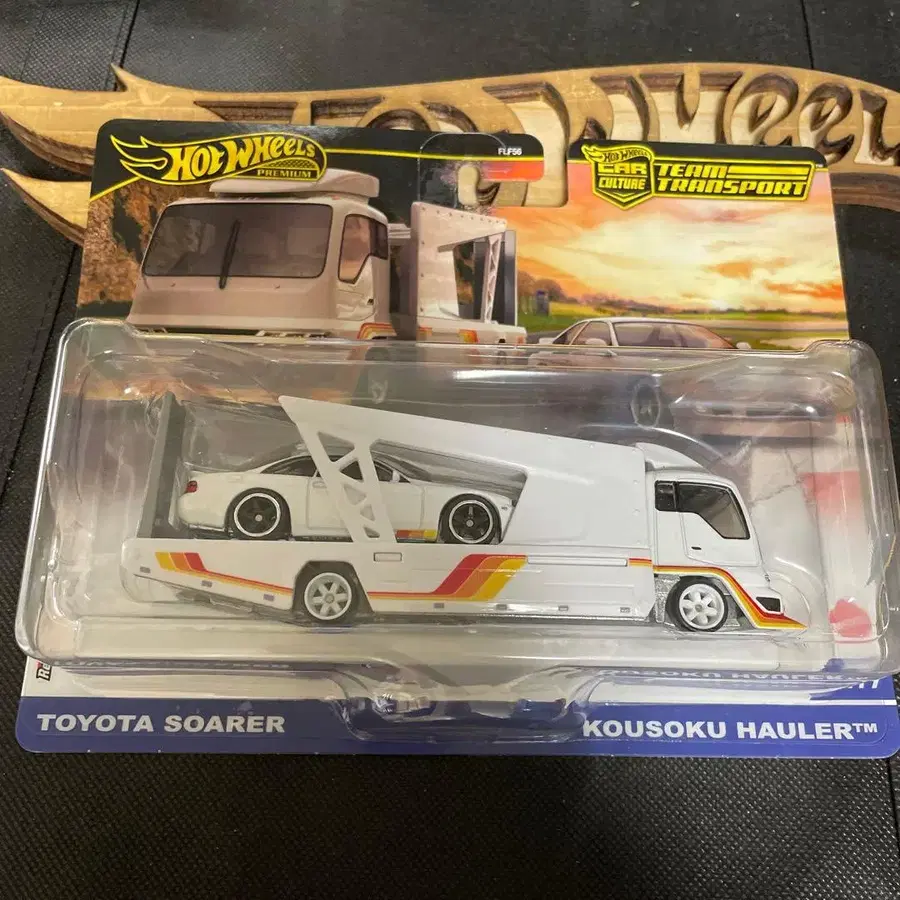 HOT WHEELS
PREMIUM
FLF56
HOT WHEELS
CAR
CULTURE
TEAM
TRANSPORT
TOYOTA SOARER
KOUSOKU HAULER™